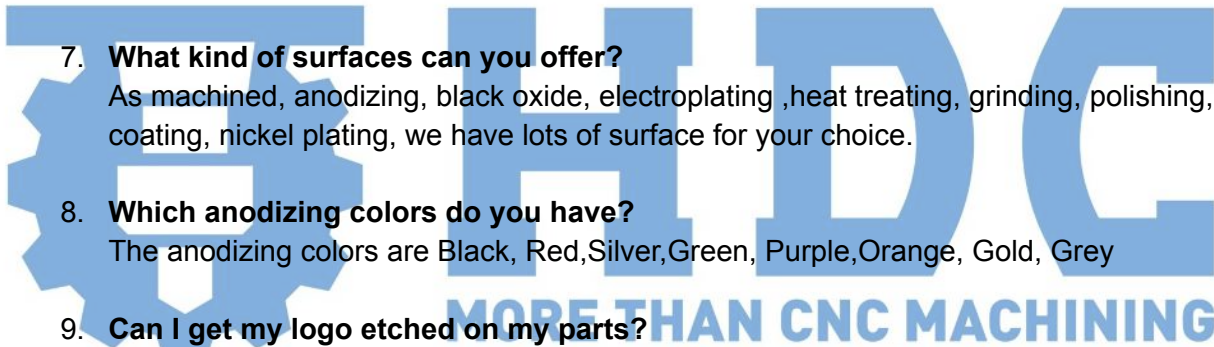 7. What kind of surfaces can you offer?
As machined, anodizing, black oxide, electroplating ,heat treating, grinding, polishing,
coating, nickel plating, we have lots of surface for your choice.
8. Which anodizing colors do you have?
The anodizing colors are Black, Red,Silver,Green, Purple,Orange, Gold, Grey
9. Can I get my logo etched on my parts?
HDC
MORE THAN CNC MACHINING